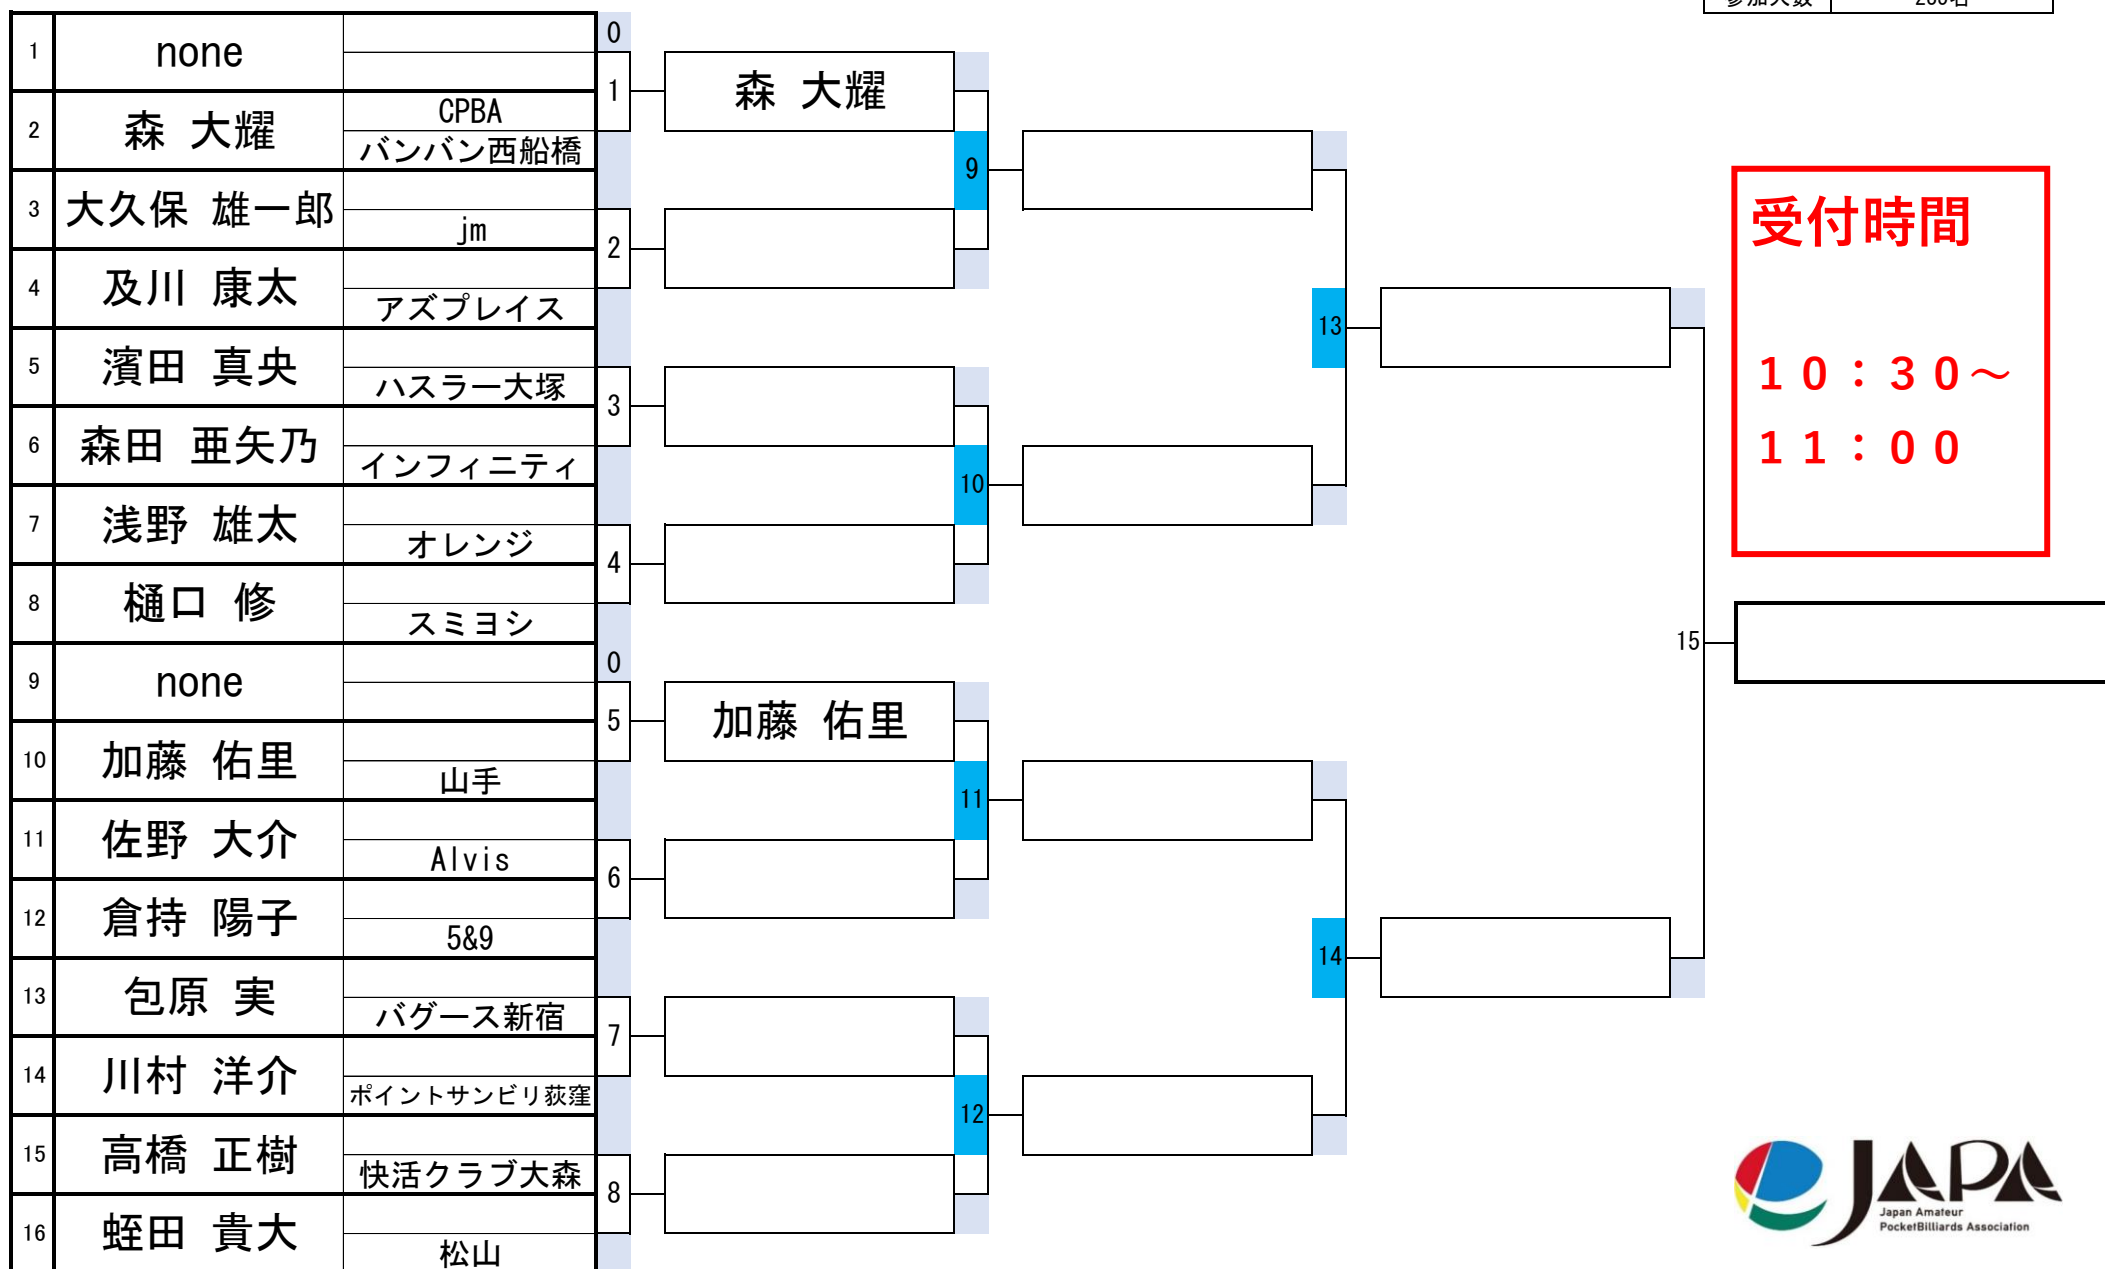 参加人数
1 none 0
1
森 大耀
2 森 大耀 CPBA
バンバン西船橋
9
3 大久保 雄一郎 jm
2
4 及川 康太 アズプレイス
5 濱田 真央 ハスラー大塚
3
6 森田 亜矢乃 インフィニティ
10
7 浅野 雄太 オレンジ
4
8 樋口 修 スミヨシ
13
受付時間
10:30～
11:00
15
9 none 0
5
加藤 佑里
10 加藤 佑里 山手
11
11 佐野 大介 Alvis
6
12 倉持 陽子 5&9
13 包原 実 バグース新宿
7
14 川村 洋介 ポイントサンビリ荻窪
12
15 高橋 正樹 快活クラブ大森
8
16 蛭田 貴大 松山
14
JAPA
Japan Amateur
PocketBilliards Association